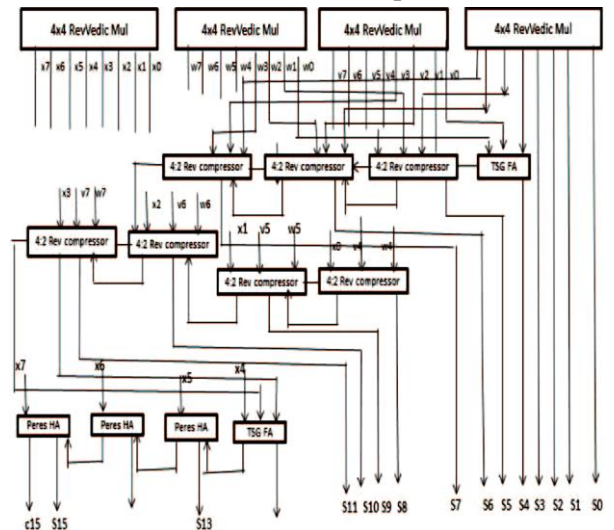 4x4 RevVedic Mul 4x4 RevVedic Mul 4x4 RevVedic Mul 4x4 RevVedic Mul
x7 x6 x5 x4 x3 x2 x1 x0 w7 w6 w5 w4 w3 w2 w1 w0 v7 v6 v5 v4 v3 v2 v1 v0
4:2 Rev compressor 4:2 Rev compressor 4:2 Rev compressor TSG FA
x3 v7 w7 x2 v6 w6
4:2 Rev compressor 4:2 Rev compressor
x1 v5 w5 x0 v4 w4
4:2 Rev compressor 4:2 Rev compressor
x7 x6 x5 x4
Peres HA Peres HA Peres HA TSG FA
c15 S15 S13 S11 S10 S9 S8 S7 S6 S5 S4 S3 S2 S1 S0